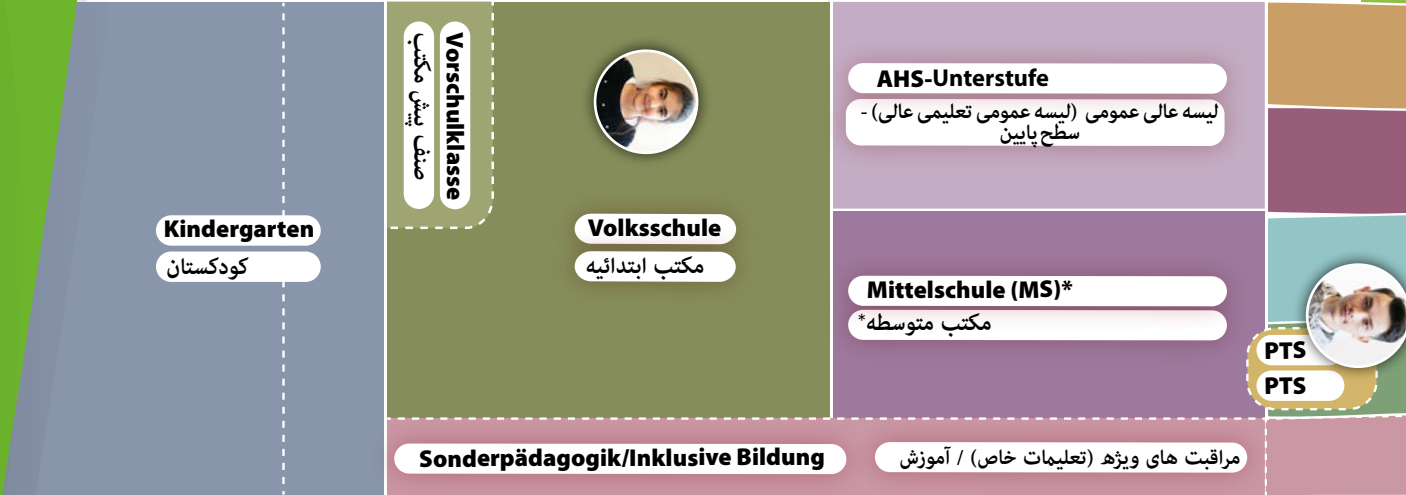 Kindergarten
کودکستان
Vorschulklasse
صنف پیش مکتب
Volksschule
مکتب ابتدائیه
AHS-Unterstufe
لیسه عالی عمومی (لیسه عمومی تعلیمی عالی) -
سطح پایین
Mittelschule (MS)*
مکتب متوسطه*
PTS
PTS
Sonderpädagogik/Inklusive Bildung
مراقبت های ویژه (تعلیمات خاص) / آموزش